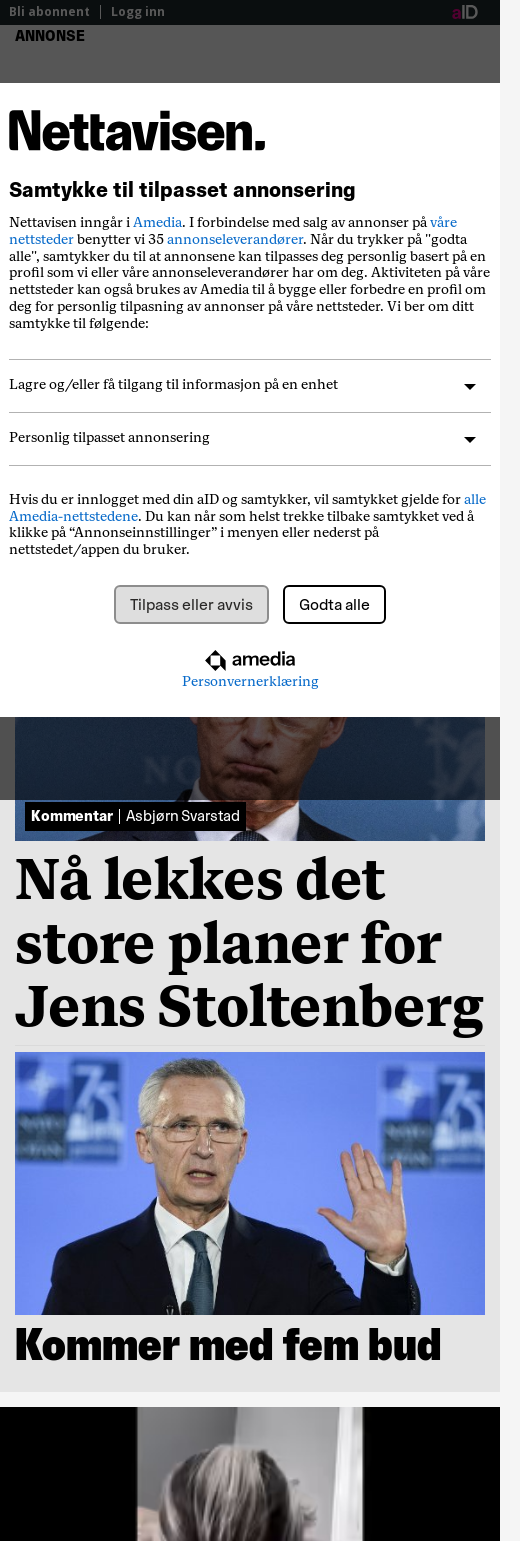 Bli abonnent | Logg inn
aID
ANNONSE
Nettavisen.
Samtykke til tilpasset annonsering
Nettavisen inngår i Amedia. I forbindelse med salg av annonser på våre
nettsteder benytter vi 35 annonseleverandører. Når du trykker på "godta
alle", samtykker du til at annonsene kan tilpasses deg personlig basert på en
profil som vi eller våre annonseleverandører har om deg. Aktiviteten på våre
nettsteder kan også brukes av Amedia til å bygge eller forbedre en profil om
deg for personlig tilpasning av annonser på våre nettsteder. Vi ber om ditt
samtykke til følgende:
Lagre og/eller få tilgang til informasjon på en enhet
Personlig tilpasset annonsering
Hvis du er innlogget med din aID og samtykker, vil samtykket gjelde for alle
Amedia-nettstedene. Du kan når som helst trekke tilbake samtykket ved å
klikke på “Annonseinnstillinger” i menyen eller nederst på
nettstedet/appen du bruker.
Tilpass eller avvis
Godta alle
amedia
Personvernerklæring
Kommentar | Asbjørn Svarstad
Nå lekkes det
store planer for
Jens Stoltenberg
Kommer med fem bud